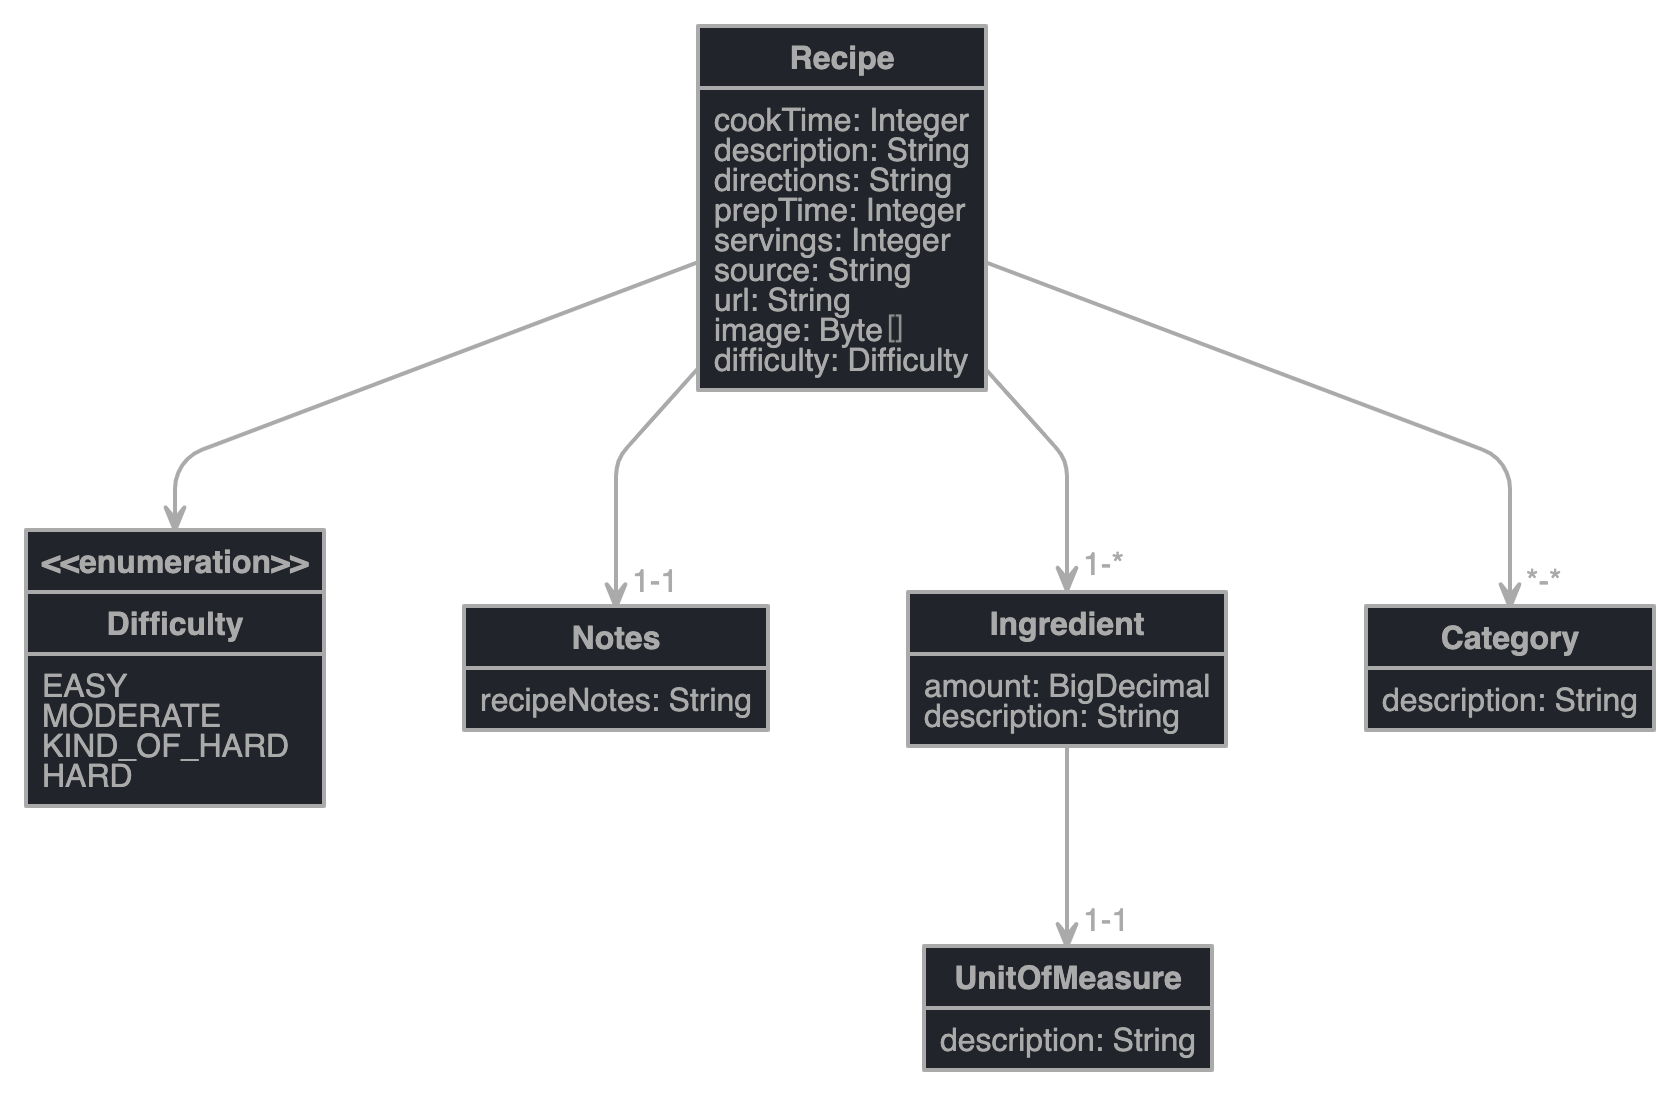 Recipe
cookTime: Integer
description: String
directions: String
prepTime: Integer
servings: Integer
source: String
url: String
image: Byte[]
difficulty: Difficulty
<<enumeration>>
Difficulty
EASY
MODERATE
KIND_OF_HARD
HARD
1-1
Notes
recipeNotes: String
1-*
Ingredient
amount: BigDecimal
description: String
*-*
Category
description: String
1-1
UnitOfMeasure
description: String